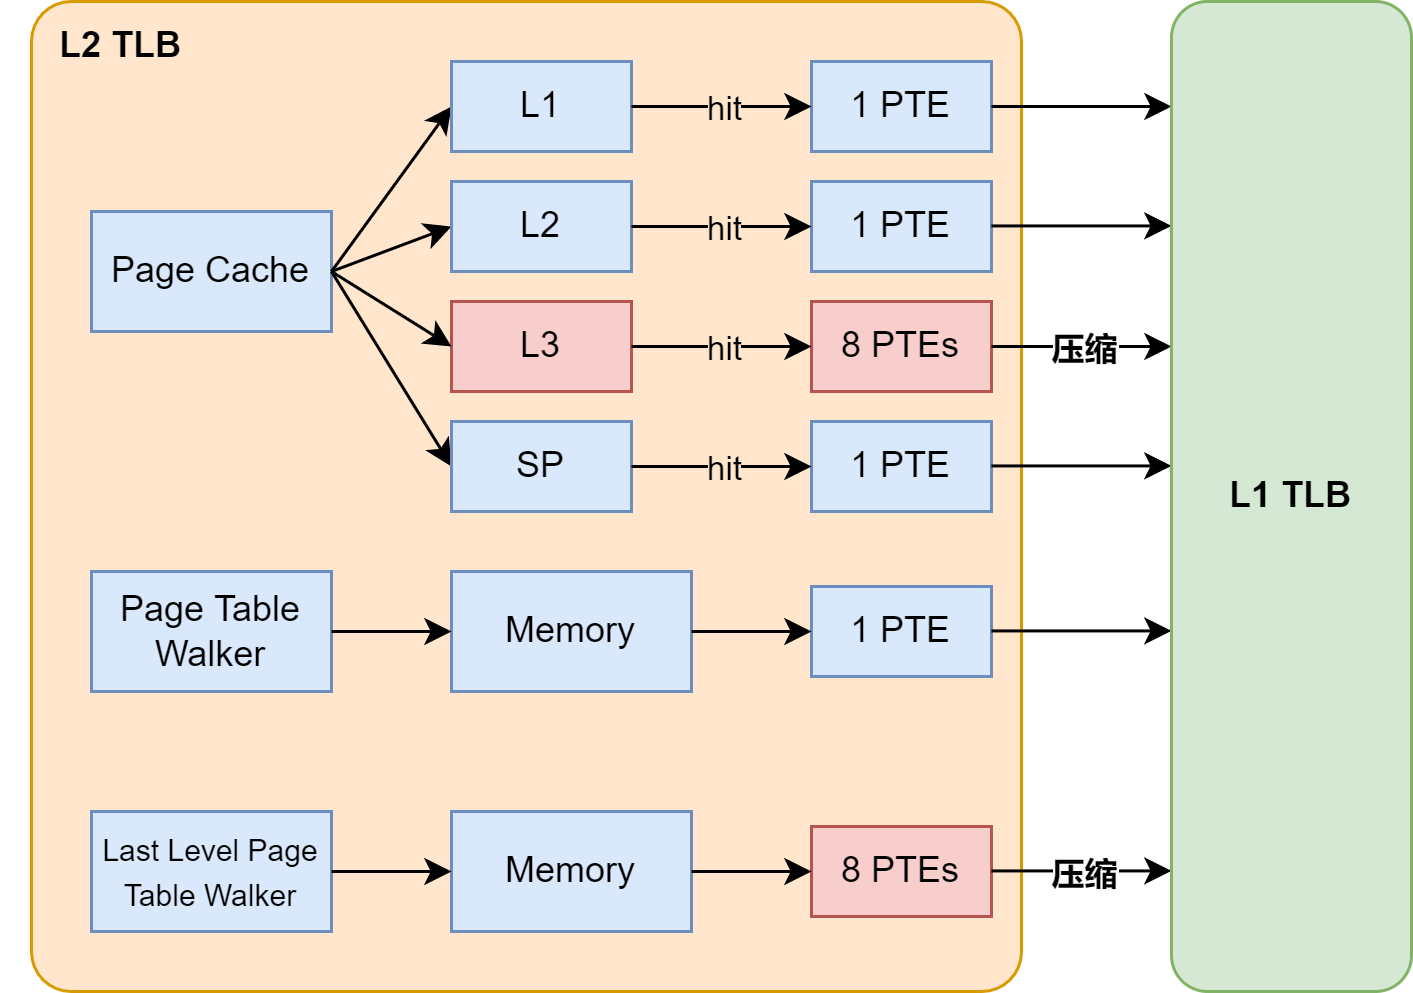 L2 TLB
L1
hit
1 PTE
L2
hit
1 PTE
Page Cache
L3
hit
8 PTEs
压缩
SP
hit
1 PTE
L1 TLB
Page Table
Walker
Memory
1 PTE
Last Level Page
Table Walker
Memory
8 PTEs
压缩